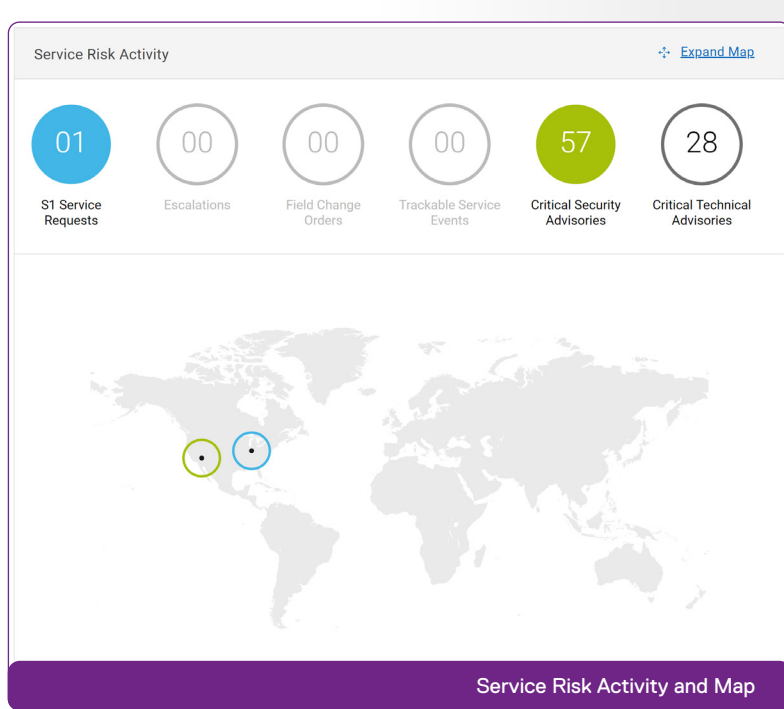 Service Risk Activity
Expand Map
01
00
00
00
57
28
S1 Service
Requests
Escalations
Field Change
Orders
Trackable Service
Events
Critical Security
Advisories
Critical Technical
Advisories
Service Risk Activity and Map